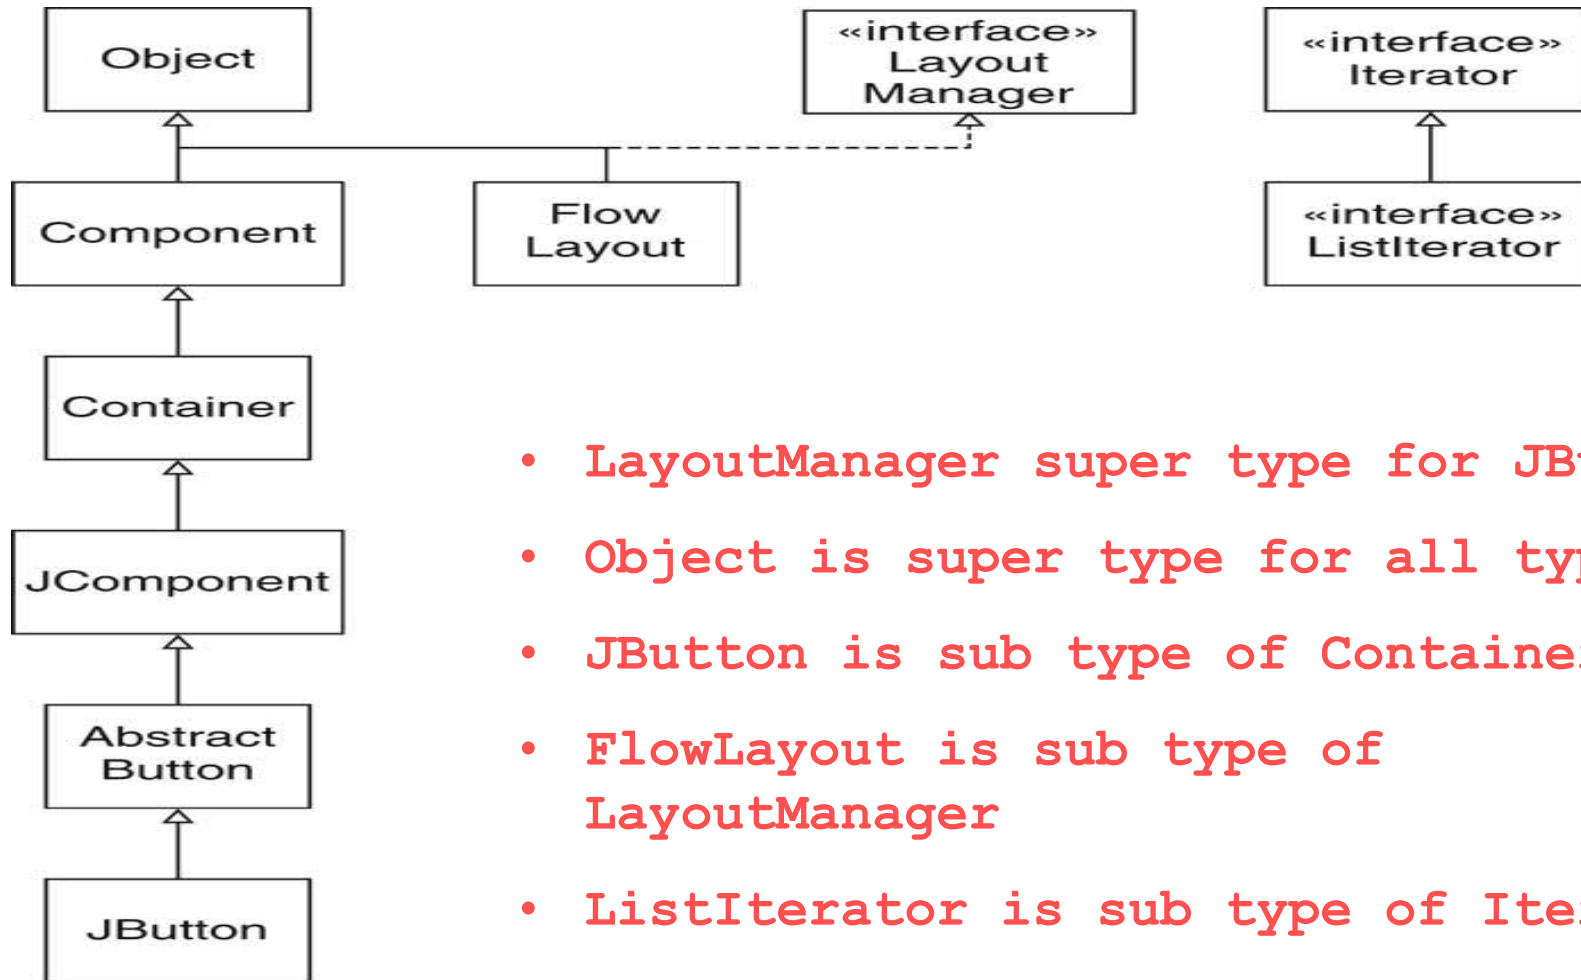 Object
«interface»
Layout
Manager
«interface»
Iterator
Component
Flow
Layout
«interface»
ListIterator
Container
JComponent
Abstract
Button
JButton
• LayoutManager super type for
• Object is super type for all
• JButton is sub type of
• FlowLayout is sub type of
LayoutManager
• ListIterator is sub type of